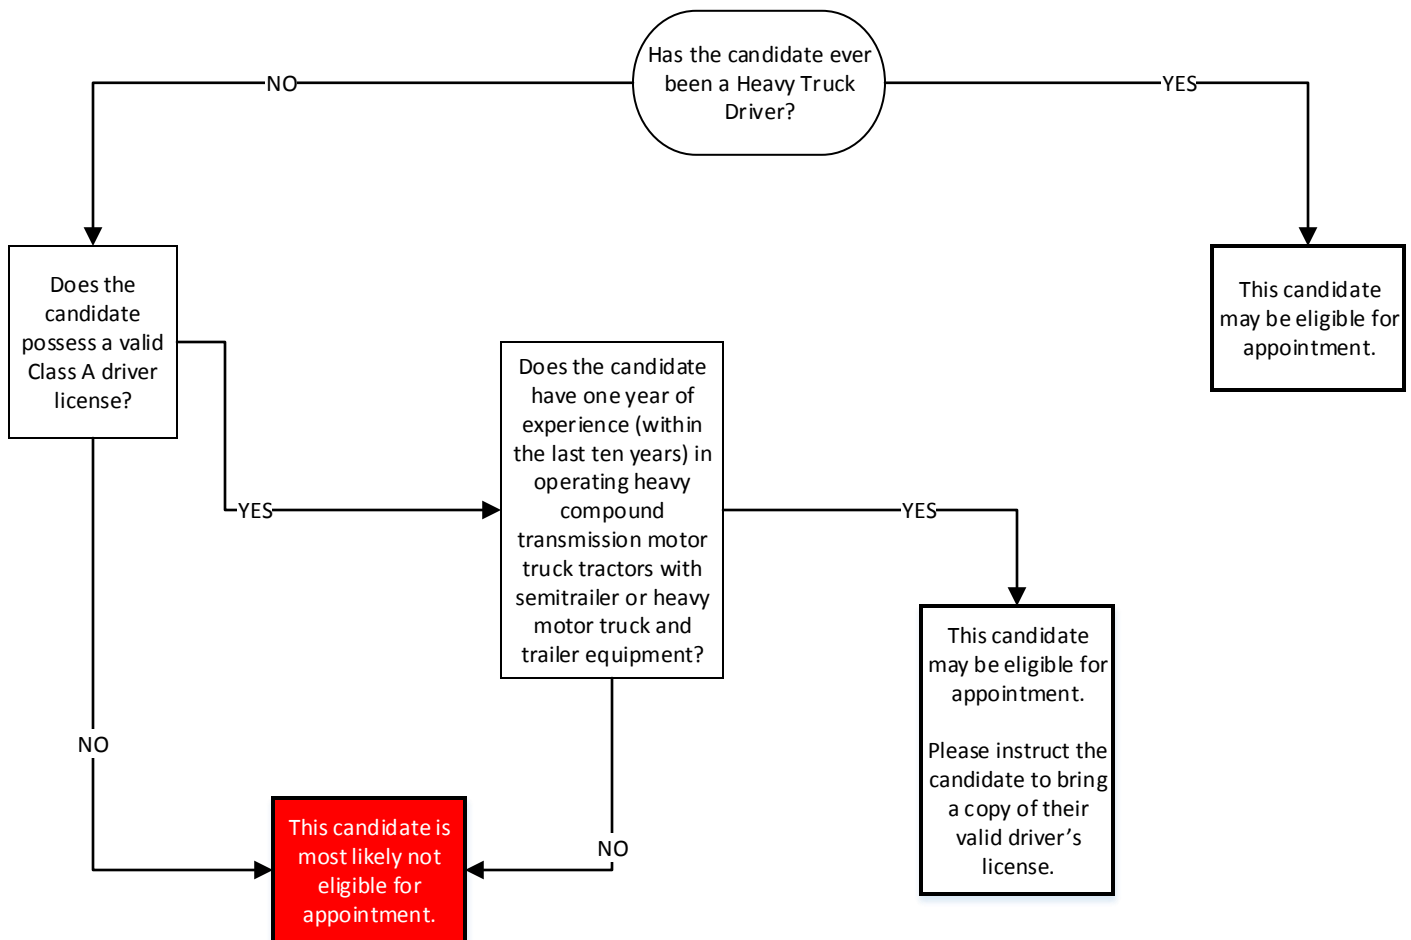 Has the candidate ever
been a Heavy Truck
Driver?
NO
YES
Does the
candidate
possess a valid
Class A driver
license?
This candidate
may be eligible for
appointment.
Does the candidate
have one year of
experience (within
the last ten years) in
operating heavy
compound
transmission motor
truck tractors with
semitrailer or heavy
motor truck and
trailer equipment?
YES
YES
This candidate
may be eligible for
appointment.
Please instruct the
candidate to bring
a copy of their
valid driver’s
license.
NO
NO
This candidate is
most likely not
eligible for
appointment.